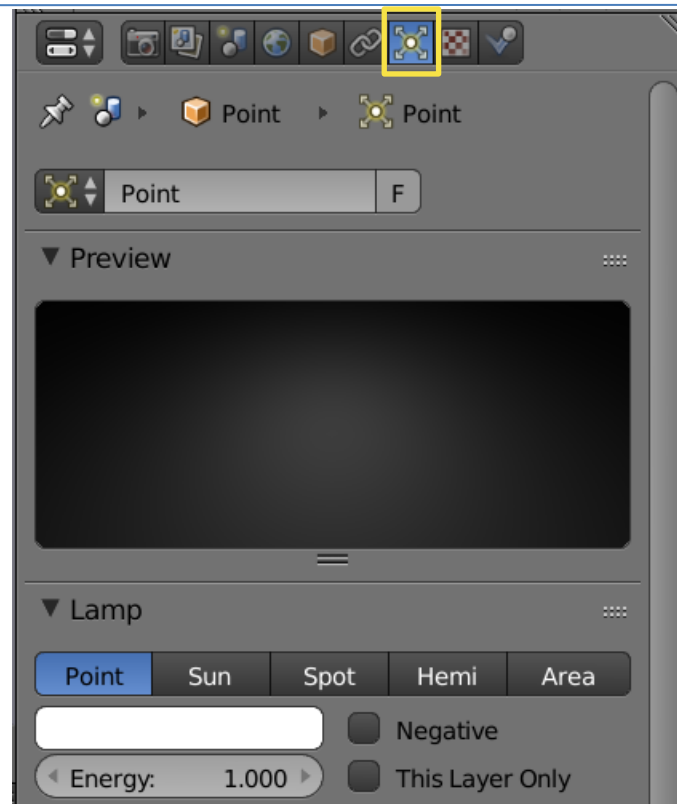 Point Point
Point F
Preview
Lamp
Point Sun Spot Hemi Area
Negative
Energy: 1.000 This Layer Only